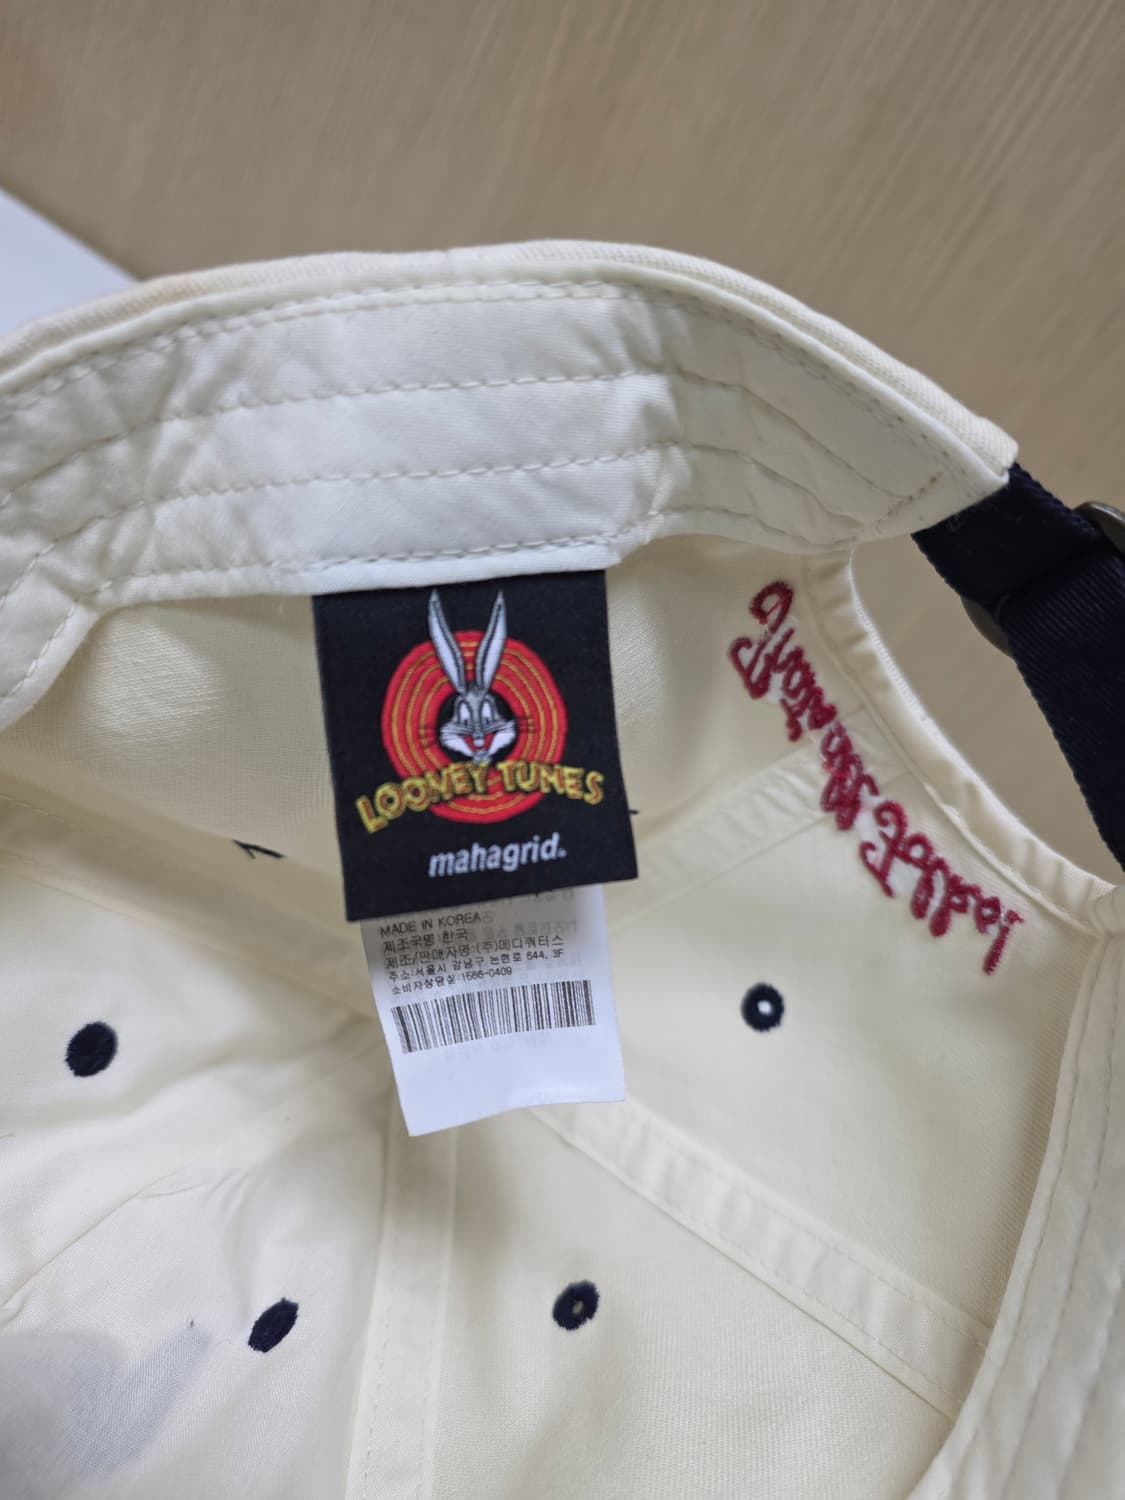 LOONEY TUNES
mahagrid.
MADE IN KOREA
제조국명:한국
제조/판매자명:(주)메디쿼터스
주소:서울시 강남구 논현로 644, 3F
소비자상담실:1566-0409